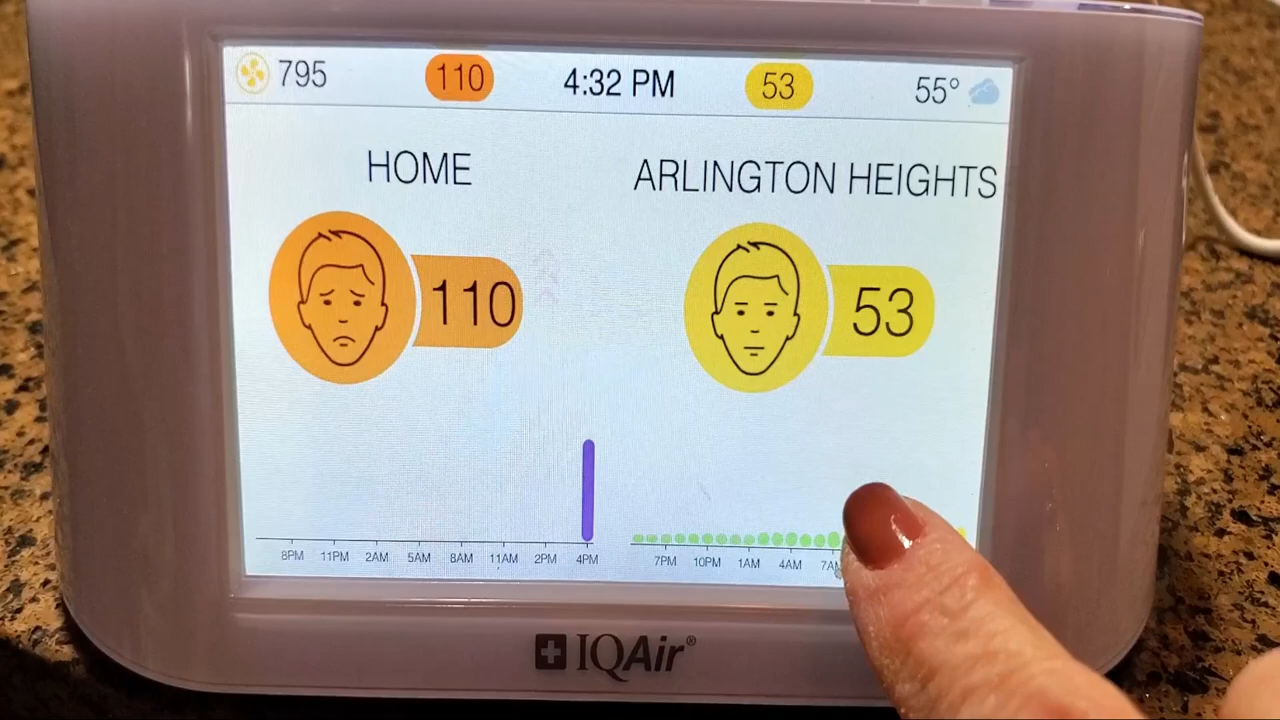 795 110 4:32 PM 53 55°
HOME
ARLINGTON HEIGHTS
110
53
8PM 11PM 2AM 5AM 8AM 11AM 2PM 4PM
7PM 10PM 1AM 4AM 7AM
IQAir®